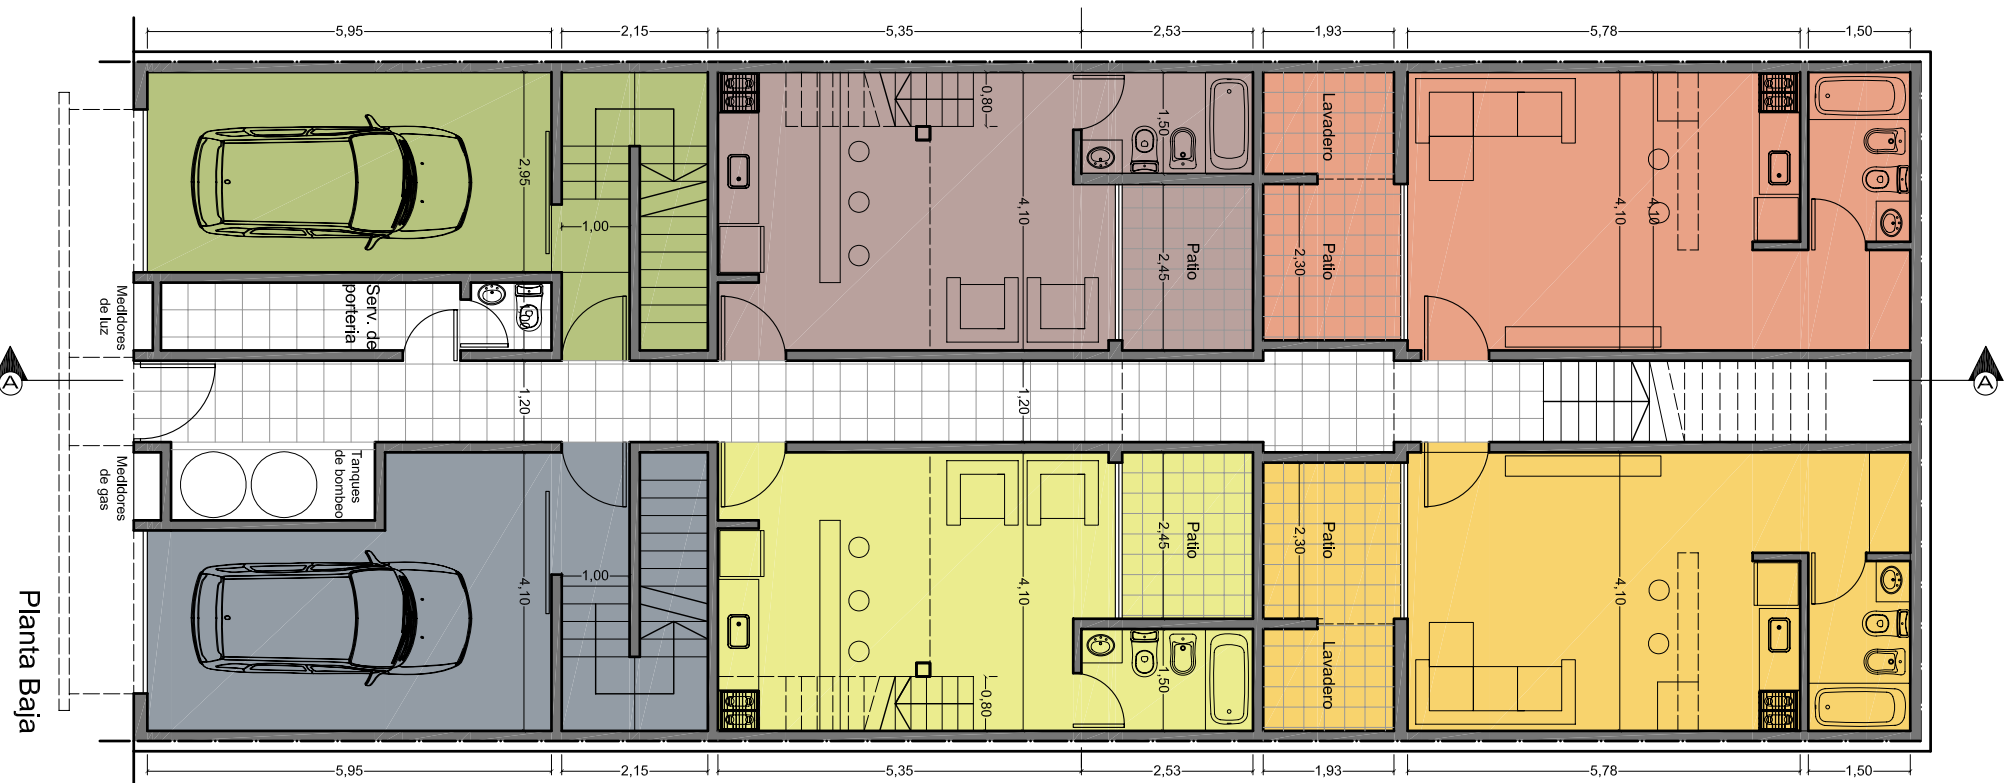 5,95
2,15
5,35
2,53
1,93
5,78
1,50
2,95
1,00
0,80
1,50
4,10
Patio
2,45
Lavadero
Patio
2,30
4,10
4,10
Medidores
de luz
Serv. de
porteria
1,00
A
1,20
1,20
A
Medidores
de gas
Tanques
de bombeo
4,10
1,00
4,10
Patio
2,45
1,50
0,80
Patio
2,30
Lavadero
4,10
Planta Baja
5,95
2,15
5,35
2,53
1,93
5,78
1,50